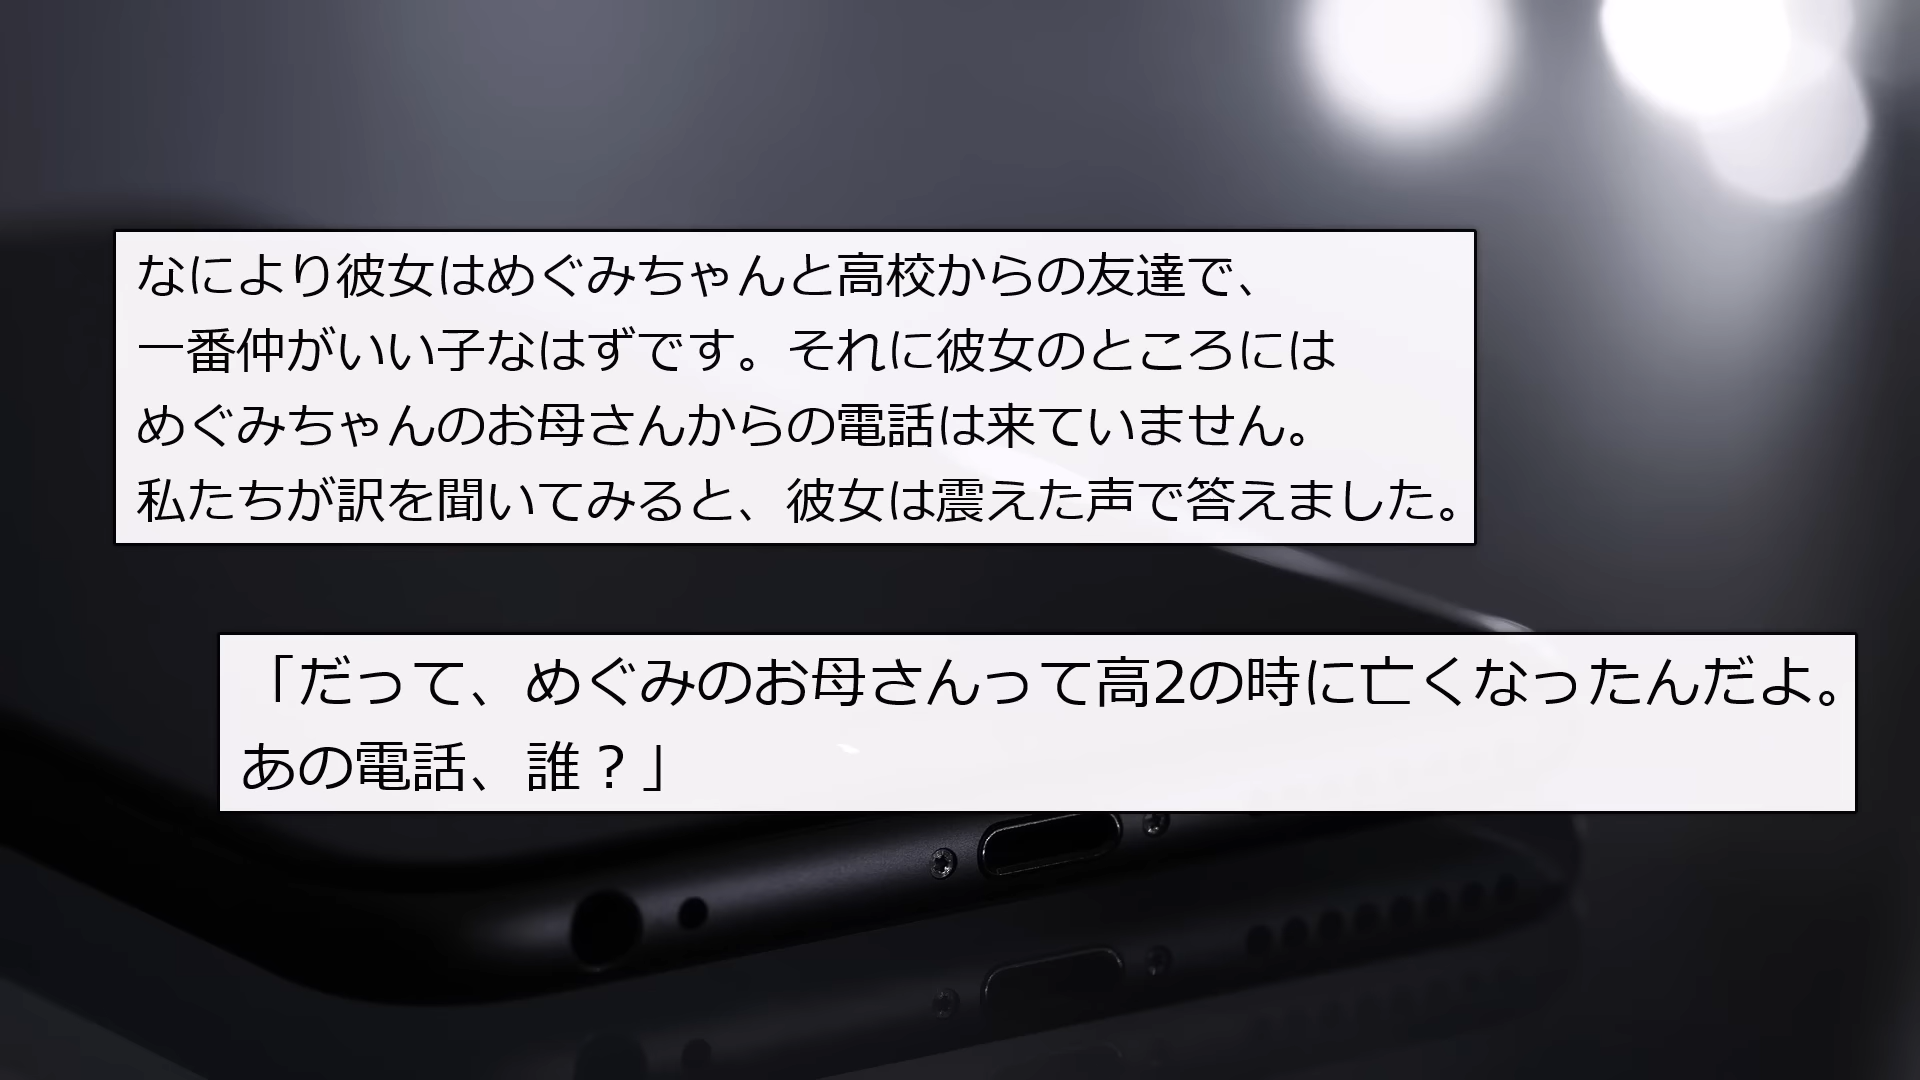 なにより彼女はめぐみちゃんと高校からの友達で、
一番仲がいい子なはずです。それに彼女のところには
めぐみちゃんのお母さんからの電話は来ていません。
私たちが訳を聞いてみると、彼女は震えた声で答えました。
「だって、めぐみのお母さんって高2の時に亡くなったんだよ。
あの電話、誰？」